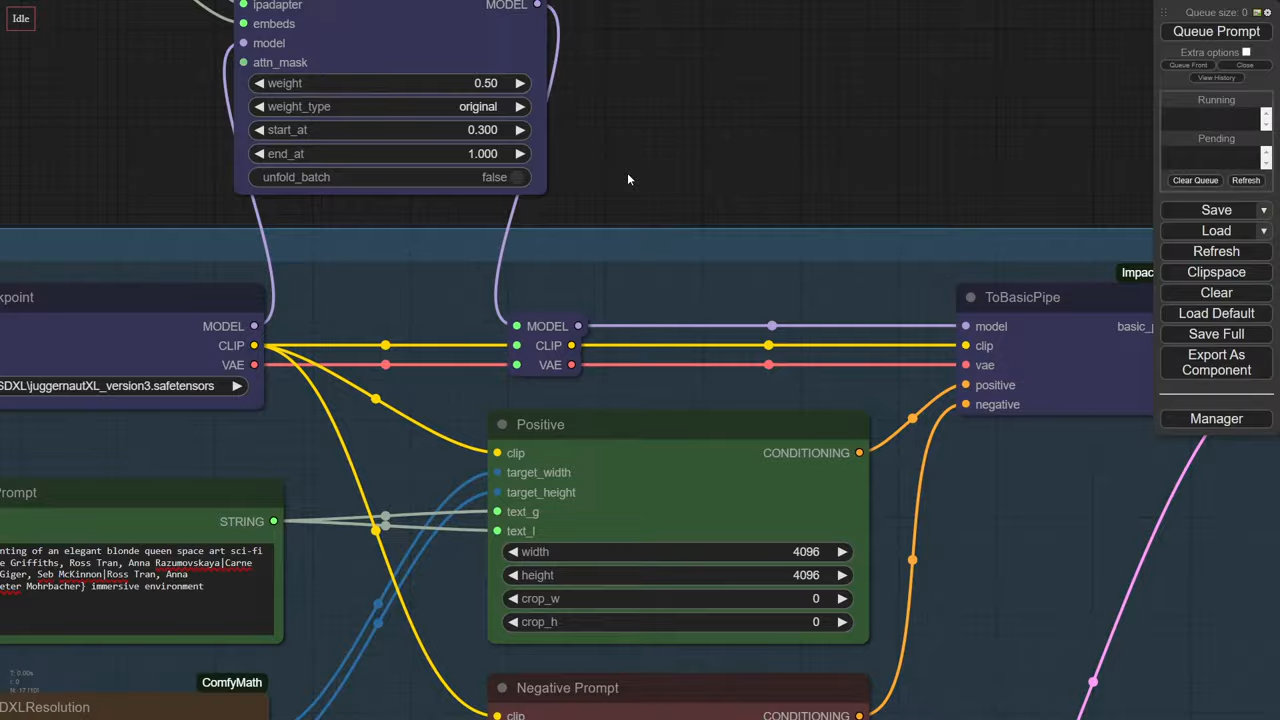 Idle
ipadapter MODEL
embeds
model
attn_mask
weight 0.50
weight_type original
start_at 0.300
end_at 1.000
unfold_batch false
Queue size: 0
Queue Prompt
Extra options
Queue Front Close
View History
Running
Pending
Clear Queue Refresh
Save
Load
Refresh
Clipspace
Clear
Load Default
Save Full
Export As
Component
Manager
Impac
kpoint
MODEL
CLIP
VAE
SDXL\juggernautXL_version3.safetensors
MODEL
CLIP
VAE
ToBasicPipe
model basic_
clip
vae
positive
negative
Positive
clip CONDITIONING
target_width
target_height
text_g
text_l
width 4096
height 4096
crop_w 0
crop_h 0
Prompt
STRING
nting of an elegant blonde queen space art sci-fi
e Griffiths, Ross Tran, Anna Razumovskaya|Carne
Giger, Seb McKinnon|Ross Tran, Anna
eter Mohrbacher} immersive environment
T: 0.00s
I: 0
N: 17 [10]
ComfyMath
DXLResolution
Negative Prompt
clip CONDITIONING